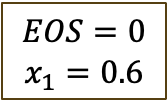 EOS = 0
x₁ = 0.6